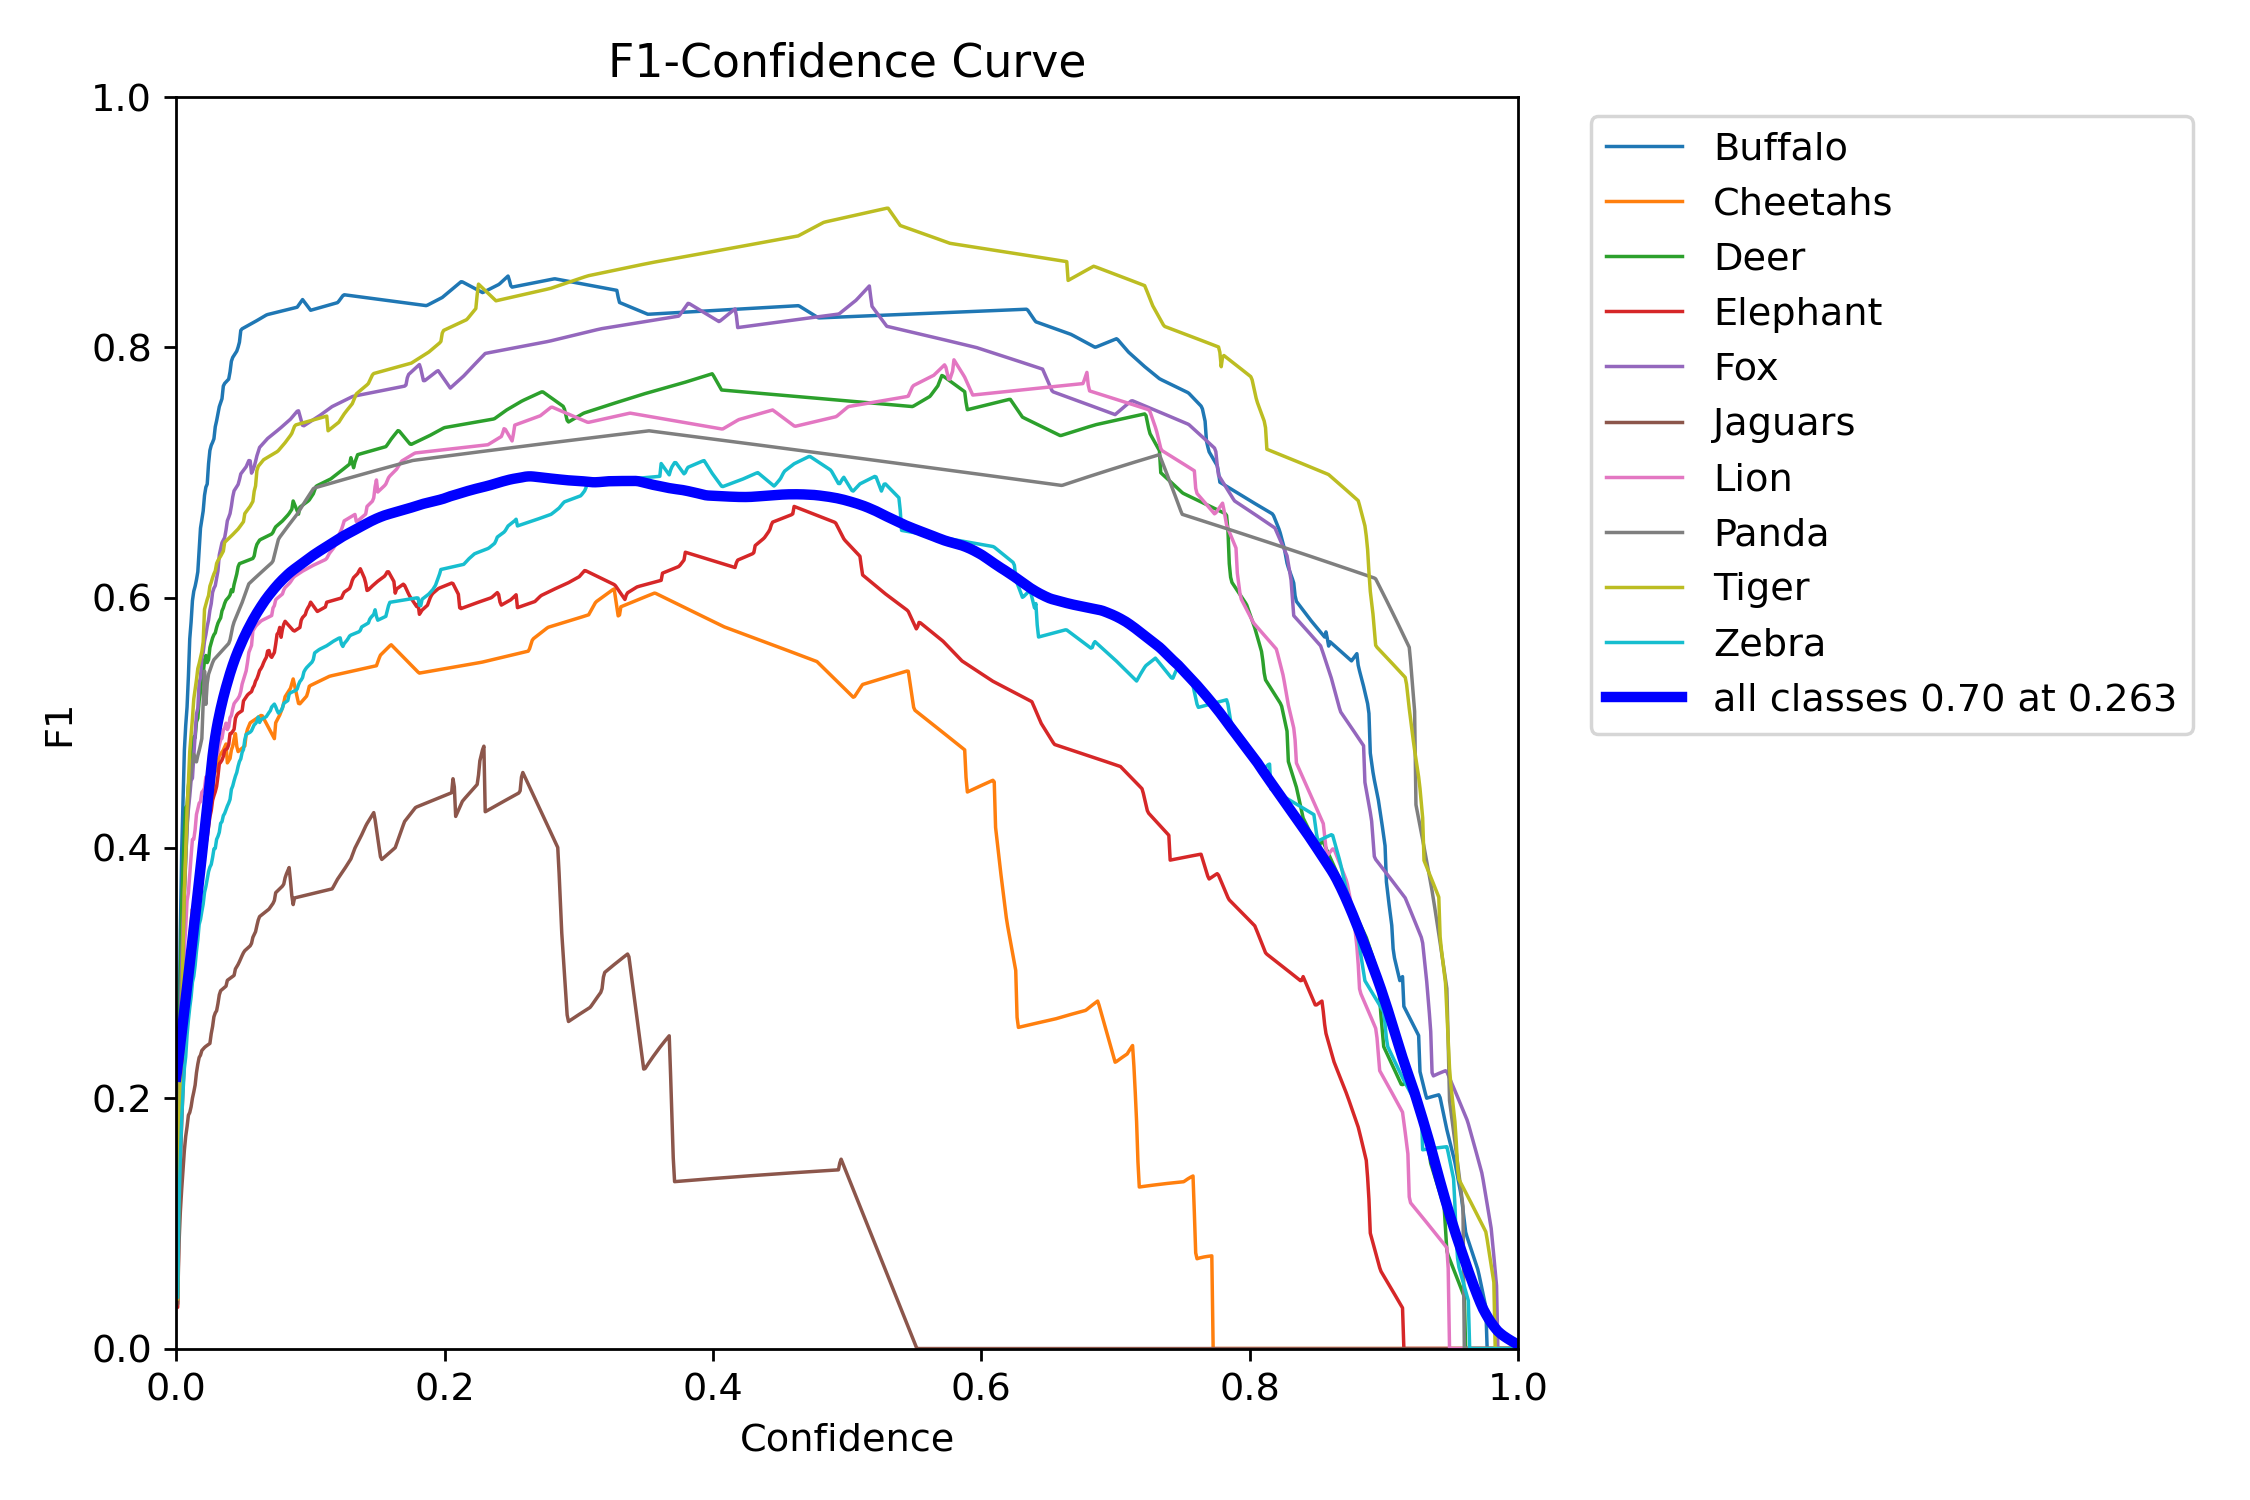 F1-Confidence Curve
1.0
0.8
0.6
0.4
0.2
0.0
F1
0.0 0.2 0.4 0.6 0.8 1.0
Confidence
Buffalo
Cheetahs
Deer
Elephant
Fox
Jaguars
Lion
Panda
Tiger
Zebra
all classes 0.70 at 0.263